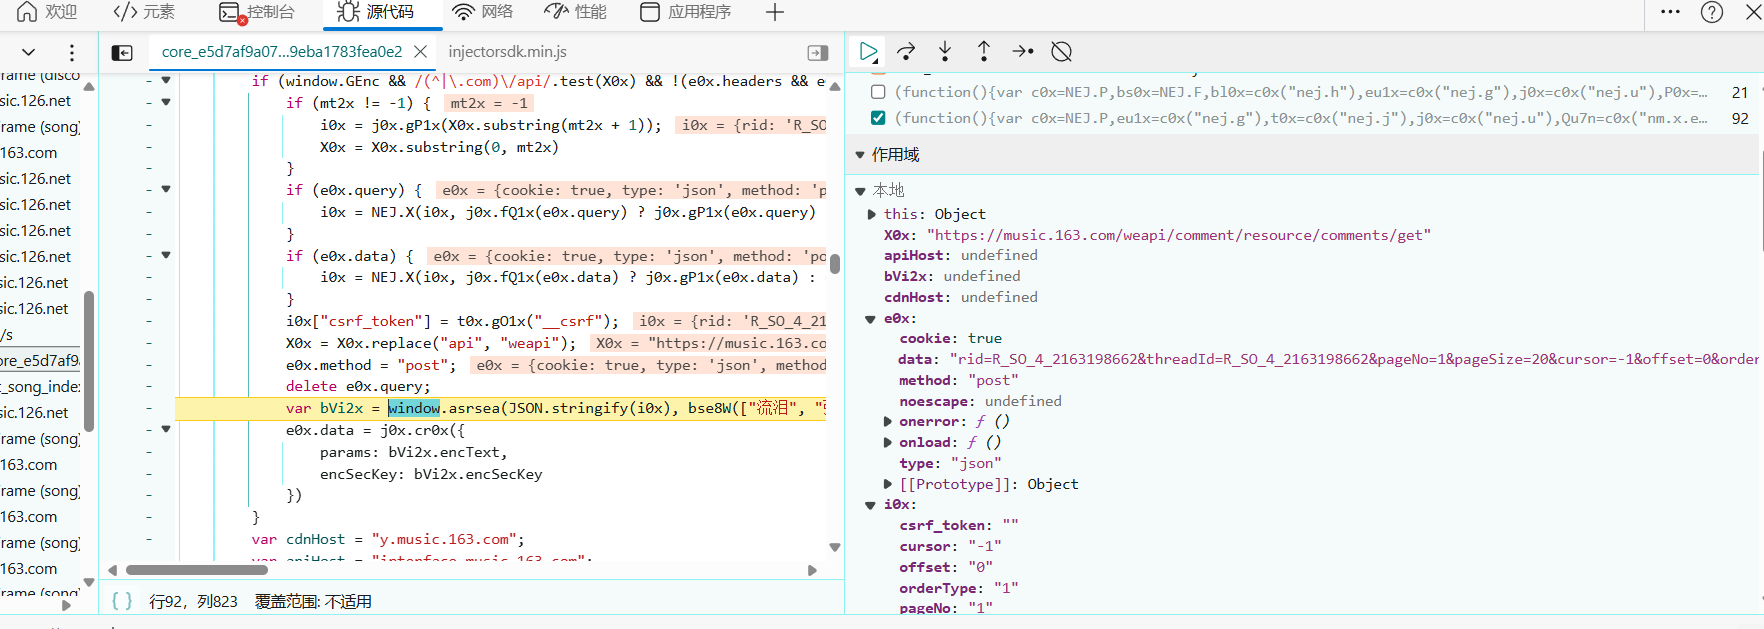 欢迎 元素 控制台 源代码 网络 性能 应用程序
core_e5d7af9a07...9eba1783fea0e2 injectorsdk.min.js
rame (disco
sic.126.net
rame (song)
163.com
sic.126.net
sic.126.net
sic.126.net
sic.126.net
sic.126.net
sic.126.net
/s
ore_e5d7af9
t_song_index
sic.126.net
rame (song)
163.com
rame (song)
163.com
rame (song)
163.com
rame (song)
if (window.GEnc && /(^|\.com)\/api/.test(X0x) && !(e0x.headers && e
if (mt2x != -1) { mt2x = -1
i0x = j0x.gP1x(X0x.substring(mt2x + 1)); i0x = {rid: 'R_SO
X0x = X0x.substring(0, mt2x)
}
if (e0x.query) { e0x = {cookie: true, type: 'json', method: 'p
i0x = NEJ.X(i0x, j0x.fQ1x(e0x.query) ? j0x.gP1x(e0x.query)
}
if (e0x.data) { e0x = {cookie: true, type: 'json', method: 'po
i0x = NEJ.X(i0x, j0x.fQ1x(e0x.data) ? j0x.gP1x(e0x.data) :
}
i0x["csrf_token"] = t0x.gO1x("__csrf"); i0x = {rid: 'R_SO_4_21
X0x = X0x.replace("api", "weapi"); X0x = "https://music.163.co
e0x.method = "post"; e0x = {cookie: true, type: 'json', method
delete e0x.query;
var bVi2x = window.asrsea(JSON.stringify(i0x), bse8W(["流泪", "
e0x.data = j0x.cr0x({
params: bVi2x.encText,
encSecKey: bVi2x.encSecKey
})
}
var cdnHost = "y.music.163.com";
var apiHost = "interface.music.163.com";
{ } 行92，列823 覆盖范围: 不适用
(function(){var c0x=NEJ.P,bs0x=NEJ.F,bl0x=c0x("nej.h"),eu1x=c0x("nej.g"),j0x=c0x("nej.u"),P0x=... 21
(function(){var c0x=NEJ.P,eu1x=c0x("nej.g"),t0x=c0x("nej.j"),j0x=c0x("nej.u"),Qu7n=c0x("nm.x.e... 92
作用域
本地
this: Object
X0x: "https://music.163.com/weapi/comment/resource/comments/get"
apiHost: undefined
bVi2x: undefined
cdnHost: undefined
e0x:
cookie: true
data: "rid=R_SO_4_2163198662&threadId=R_SO_4_2163198662&pageNo=1&pageSize=20&cursor=-1&offset=0&order
method: "post"
noescape: undefined
onerror: ƒ ()
onload: ƒ ()
type: "json"
[[Prototype]]: Object
i0x:
csrf_token: ""
cursor: "-1"
offset: "0"
orderType: "1"
pageNo: "1"